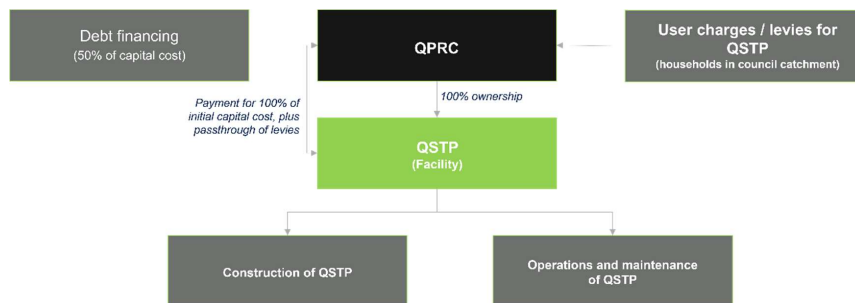 Debt financing
(50% of capital cost)
QPRC
User charges / levies for
QSTP
(households in council catchment)
Payment for 100% of
initial capital cost, plus
passthrough of levies
100% ownership
QSTP
(Facility)
Construction of QSTP
Operations and maintenance
of QSTP